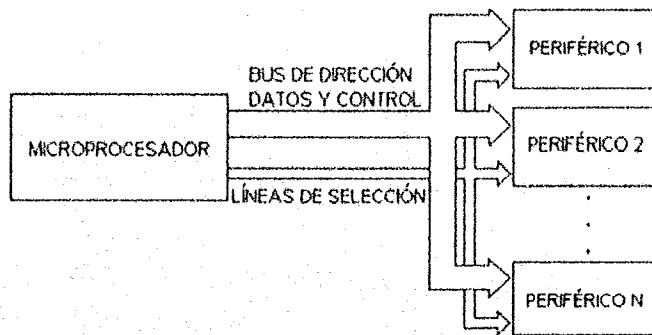 PERIFÉRICO 1
BUS DE DIRECCIÓN
DATOS Y CONTROL
MICROPROCESADOR
PERIFÉRICO 2
LÍNEAS DE SELECCIÓN
PERIFÉRICO N